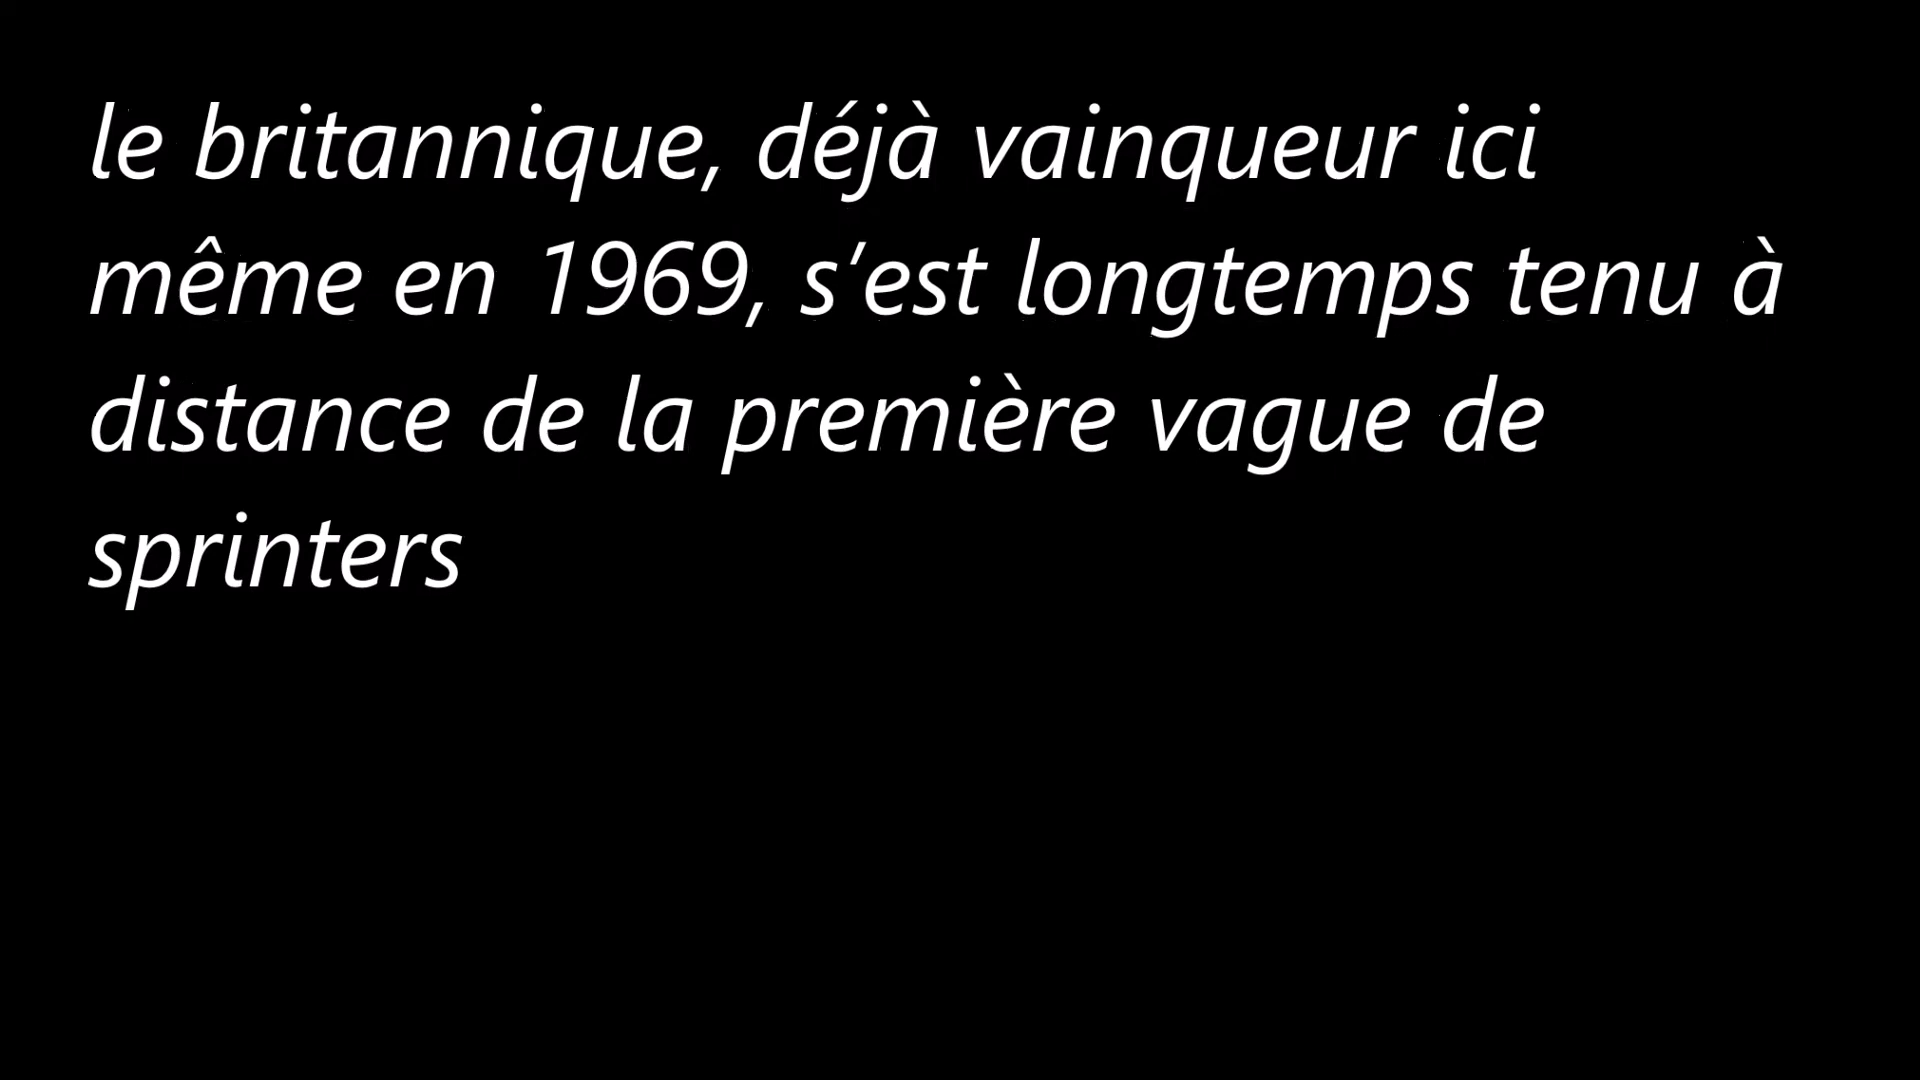 le britannique, déjà vainqueur ici
même en 1969, s’est longtemps tenu à
distance de la première vague de
sprinters